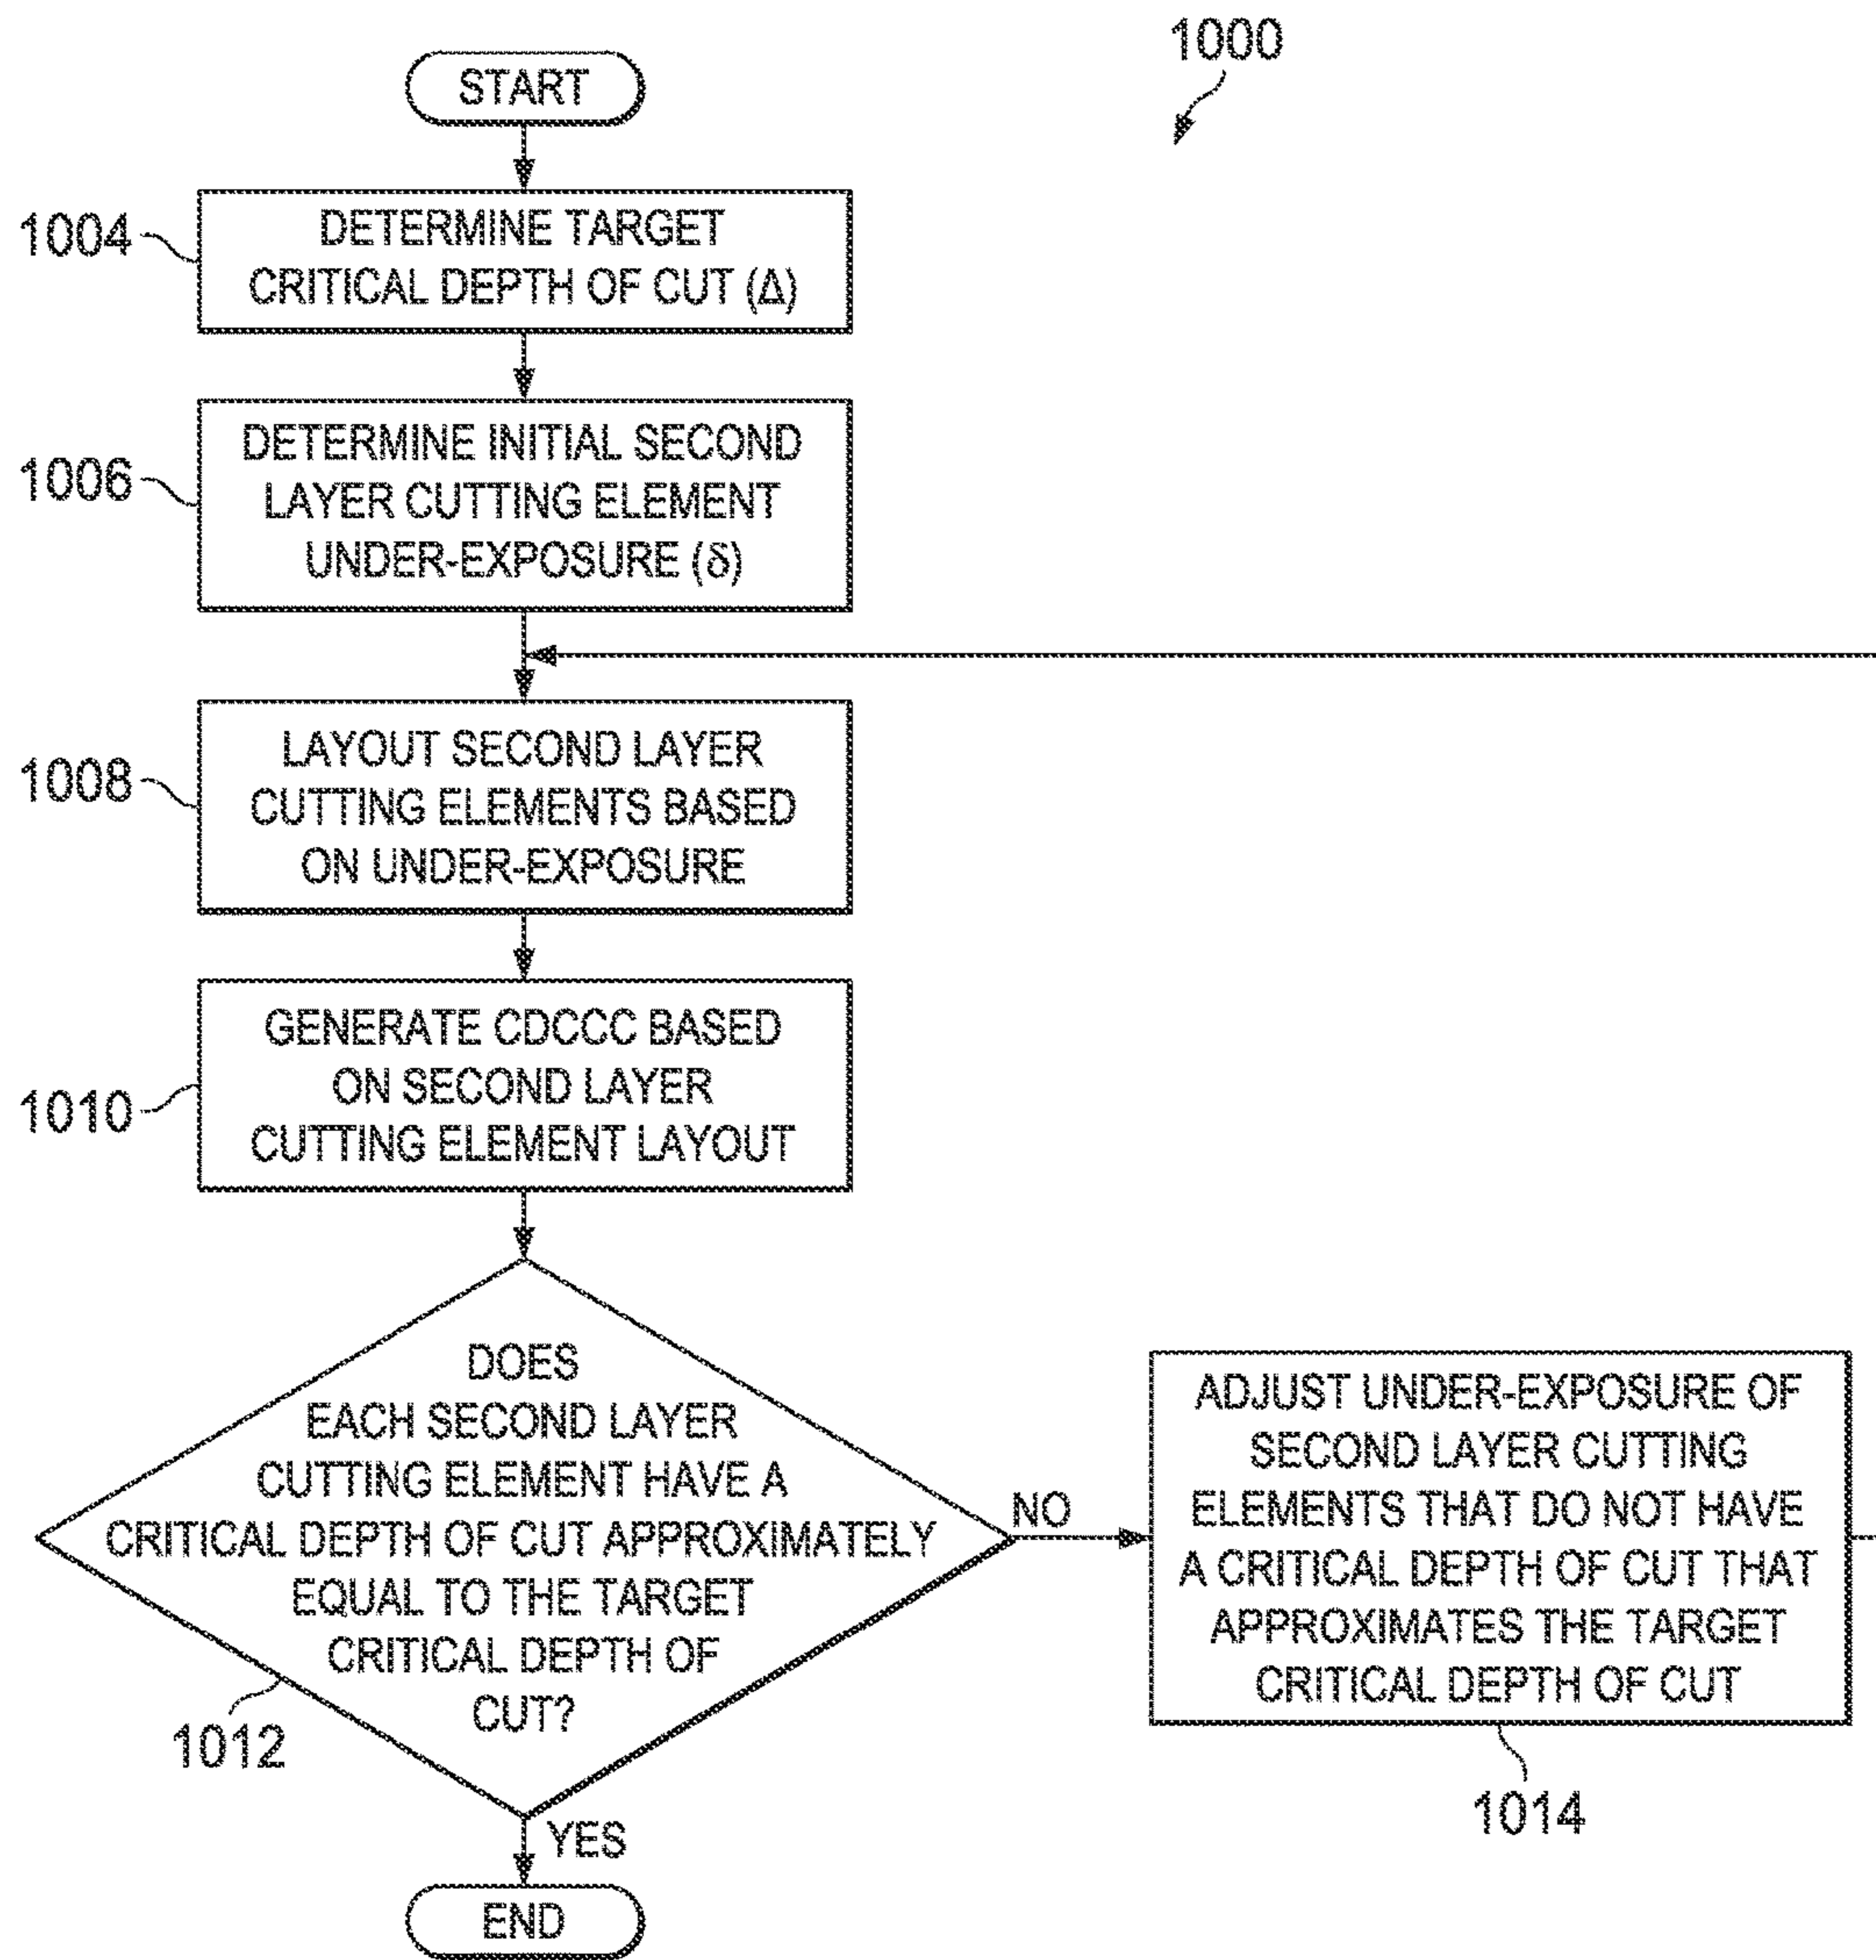 1000
START
1004
DETERMINE TARGET
CRITICAL DEPTH OF CUT (Δ)
1006
DETERMINE INITIAL SECOND
LAYER CUTTING ELEMENT
UNDER-EXPOSURE (δ)
1008
LAYOUT SECOND LAYER
CUTTING ELEMENTS BASED
ON UNDER-EXPOSURE
1010
GENERATE CDCCC BASED
ON SECOND LAYER
CUTTING ELEMENT LAYOUT
DOES
EACH SECOND LAYER
CUTTING ELEMENT HAVE A
CRITICAL DEPTH OF CUT APPROXIMATELY
EQUAL TO THE TARGET
CRITICAL DEPTH OF
CUT?
1012
NO
ADJUST UNDER-EXPOSURE OF
SECOND LAYER CUTTING
ELEMENTS THAT DO NOT HAVE
A CRITICAL DEPTH OF CUT THAT
APPROXIMATES THE TARGET
CRITICAL DEPTH OF CUT
1014
YES
END